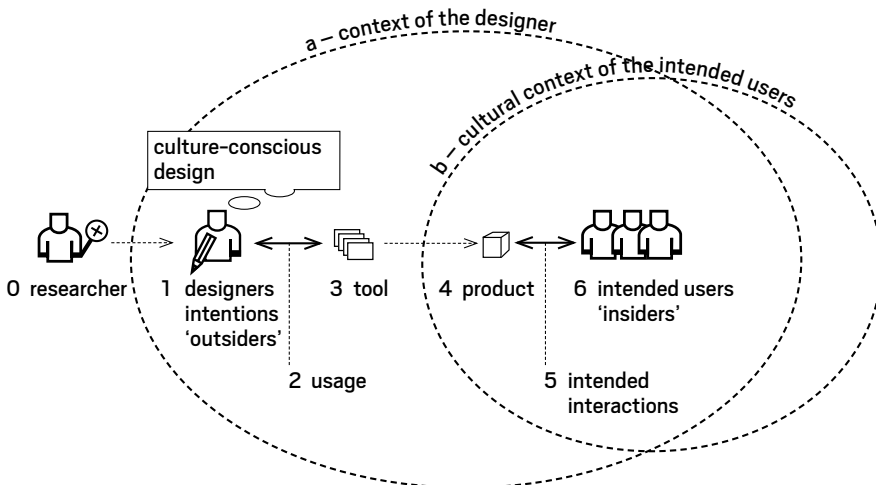 a – context of the designer
b – cultural context of the intended users
culture-conscious
design
0 researcher
1 designers
intentions
‘outsiders’
3 tool
4 product
6 intended users
‘insiders’
2 usage
5 intended
interactions